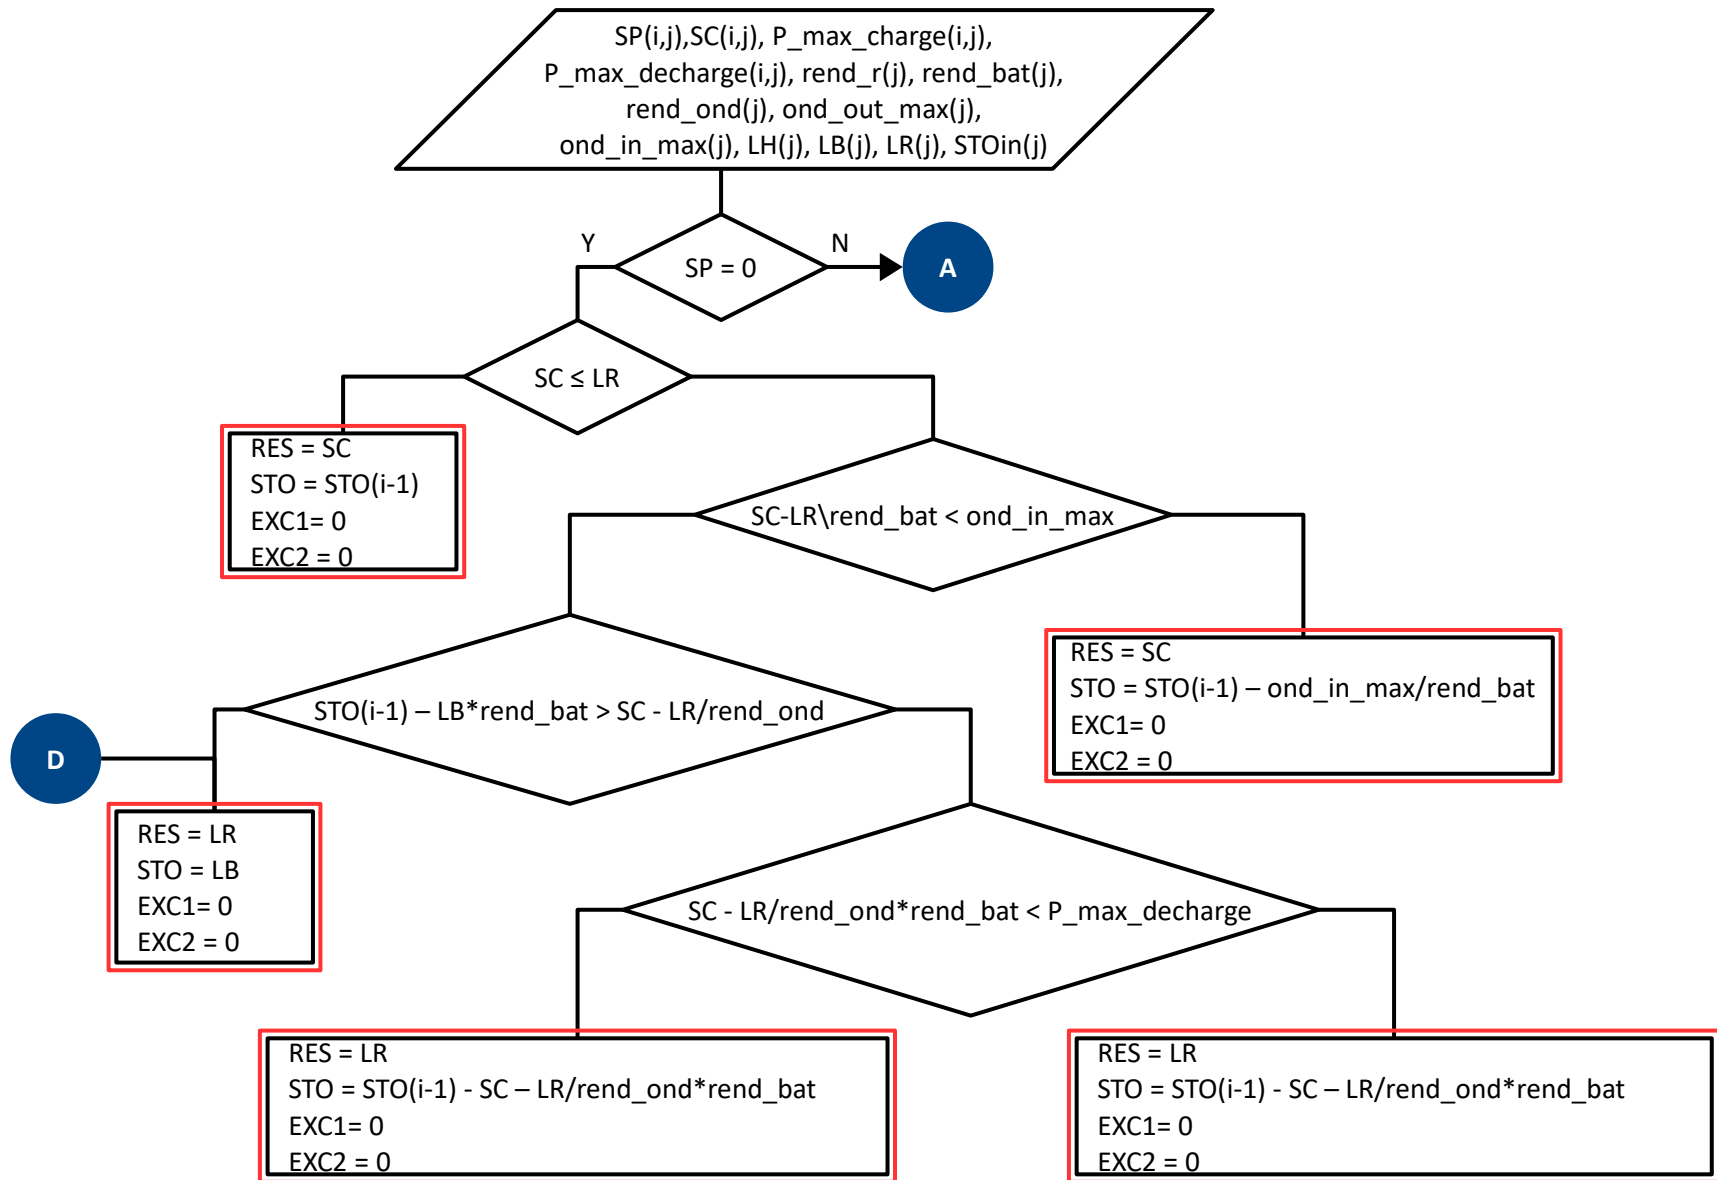 SP(i,j),SC(i,j), P_max_charge(i,j),
P_max_decharge(i,j), rend_r(j), rend_bat(j),
rend_ond(j), ond_out_max(j),
ond_in_max(j), LH(j), LB(j), LR(j), STOin(j)
Y
SP = 0
N
A
SC ≤ LR
RES = SC
STO = STO(i-1)
EXC1= 0
EXC2 = 0
SC-LR\rend_bat < ond_in_max
RES = SC
STO = STO(i-1) – ond_in_max/rend_bat
EXC1= 0
EXC2 = 0
STO(i-1) – LB*rend_bat > SC - LR/rend_ond
D
RES = LR
STO = LB
EXC1= 0
EXC2 = 0
SC - LR/rend_ond*rend_bat < P_max_decharge
RES = LR
STO = STO(i-1) - SC – LR/rend_ond*rend_bat
EXC1= 0
EXC2 = 0
RES = LR
STO = STO(i-1) - SC – LR/rend_ond*rend_bat
EXC1= 0
EXC2 = 0